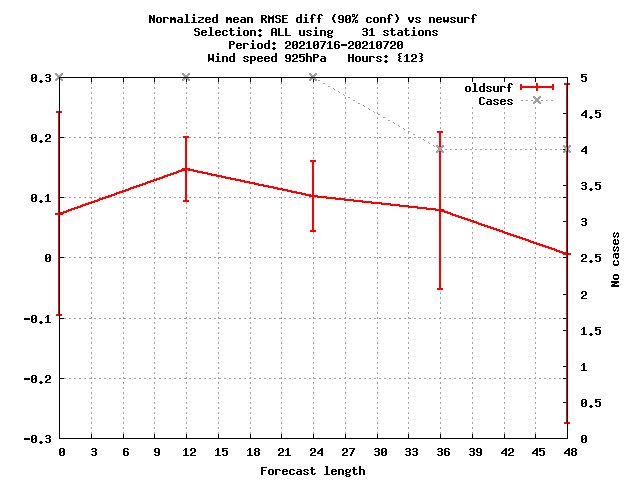 Normalized mean RMSE diff (90% conf) vs newsurf
Selection: ALL using    31 stations
Period: 20210716-20210720
Wind speed 925hPa   Hours: {12}
oldsurf
Cases
0.3
0.2
0.1
0
-0.1
-0.2
-0.3
5
4.5
4
3.5
3
2.5
2
1.5
1
0.5
0
No cases
0 3 6 9 12 15 18 21 24 27 30 33 36 39 42 45 48
Forecast length